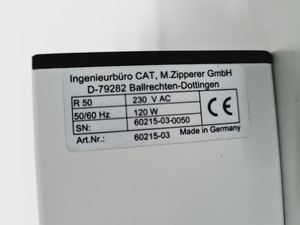 Ingenieurbüro CAT, M.Zipperer GmbH
D-79282 Ballrechten-Dottingen
R 50 230 V AC
50/60 Hz 120 W
SN: 60215-03-0050
Art.Nr.: 60215-03
CE
Made in Germany